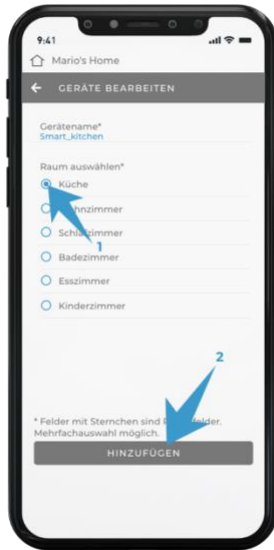 9:41
Mario's Home
GERÄTE BEARBEITEN
Gerätename*
Smart_kitchen
Raum auswählen*
Küche
1
Badezimmer
Esszimmer
Kinderzimmer
2
* Felder mit Sternchen sind
Mehrfachauswahl möglich.
HINZUFÜGEN